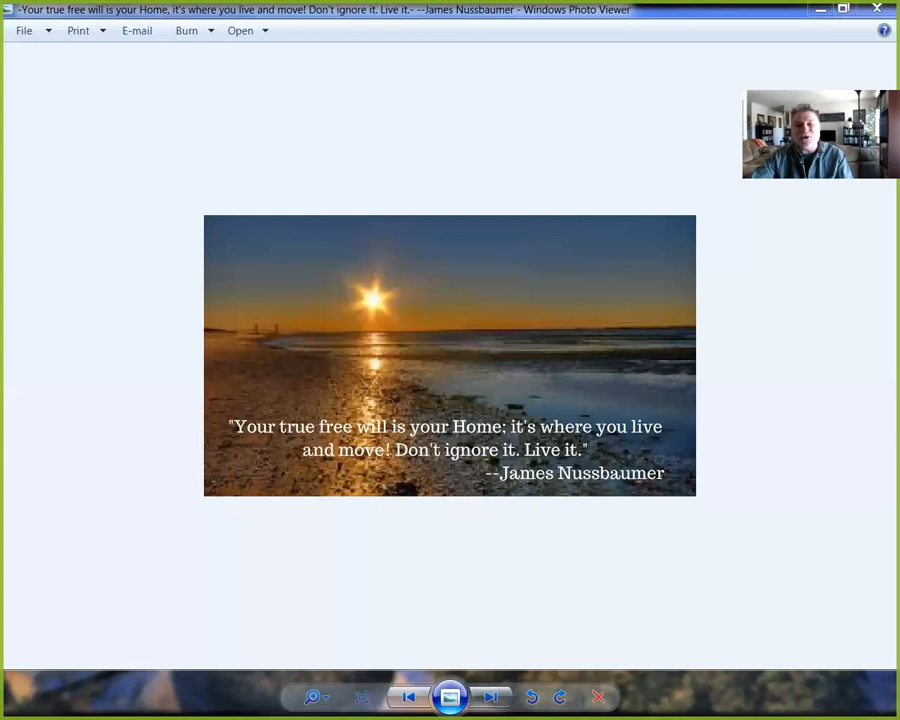 -Your true free will is your Home, it's where you live and move! Don't ignore it. Live it.- --James Nussbaumer - Windows Photo Viewer
File Print E-mail Burn Open
"Your true free will is your Home; it's where you live
and move! Don't ignore it. Live it."
--James Nussbaumer